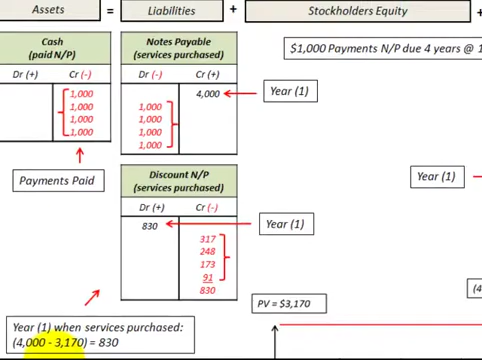 Assets = Liabilities + Stockholders Equity +
Cash
(paid N/P)
Dr (+) Cr (-)
1,000
1,000
1,000
1,000
Payments Paid
Notes Payable
(services purchased)
Dr (-) Cr (+)
4,000
1,000
1,000
1,000
1,000
Year (1)
$1,000 Payments N/P due 4 years @ 1
Discount N/P
(services purchased)
Dr (+) Cr (-)
830
317
248
173
91
830
Year (1)
Year (1)
PV = $3,170
(4
Year (1) when services purchased:
(4,000 - 3,170) = 830